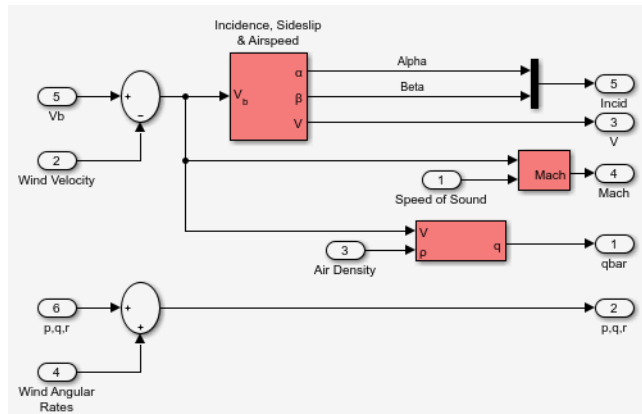 Incidence, Sideslip
& Airspeed
α
Alpha
5
Vb
+
−
V_b
β
Beta
5
Incid
V
3
V
2
Wind Velocity
1
Speed of Sound
Mach
4
Mach
V
ρ
q
3
Air Density
1
qbar
6
p,q,r
+
+
2
p,q,r
4
Wind Angular
Rates